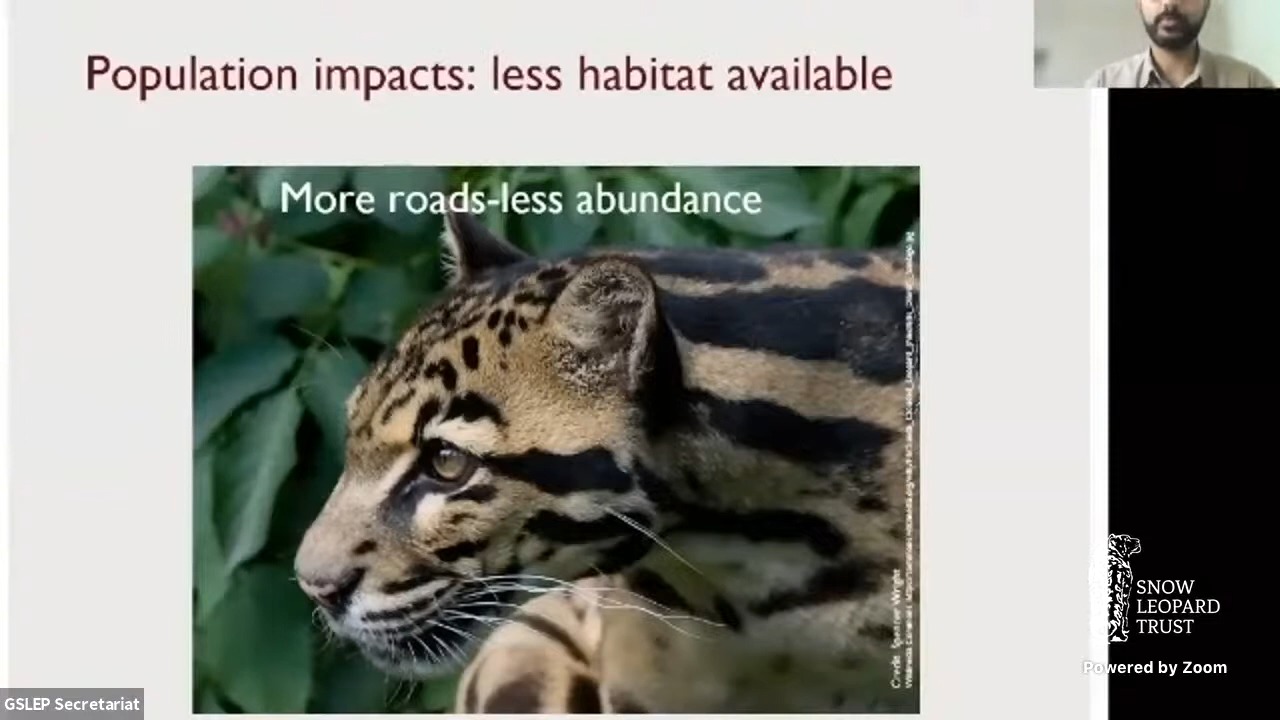 Population impacts: less habitat available
More roads-less abundance
Credit: Spencer Wright
SNOW
LEOPARD
TRUST
Powered by Zoom
GSLEP Secretariat